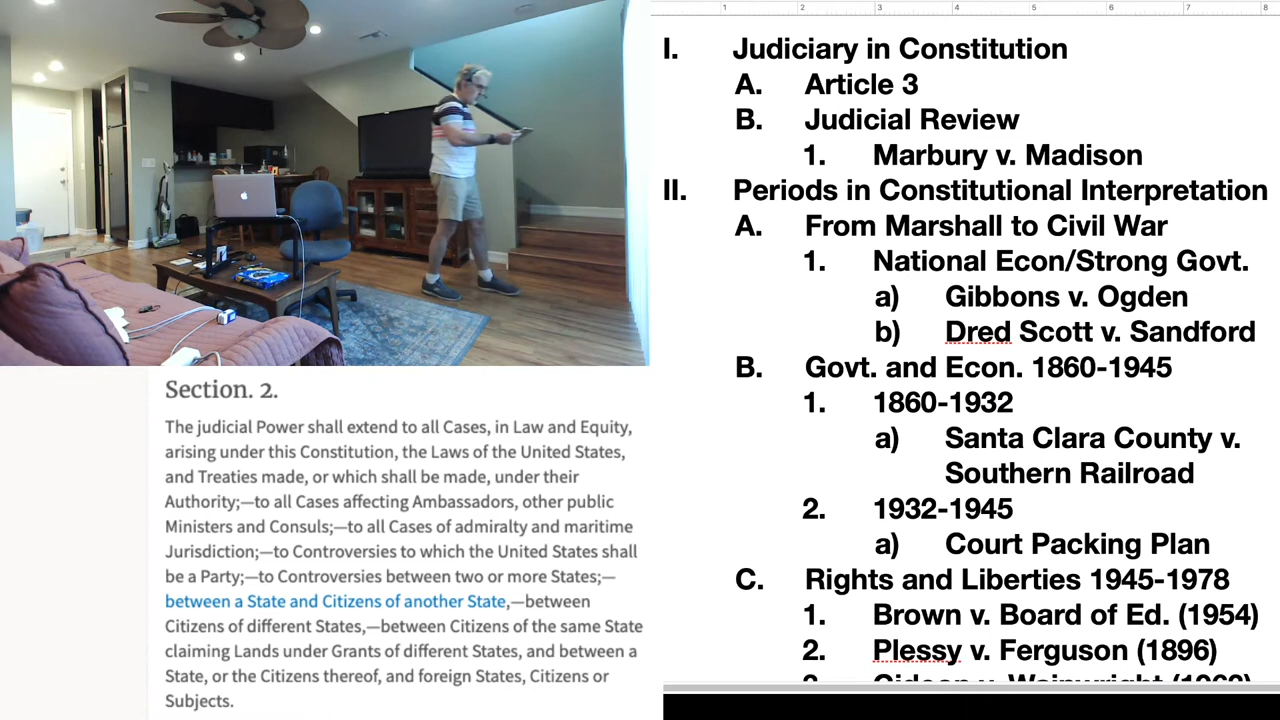 Section. 2.
The judicial Power shall extend to all Cases, in Law and Equity,
arising under this Constitution, the Laws of the United States,
and Treaties made, or which shall be made, under their
Authority;—to all Cases affecting Ambassadors, other public
Ministers and Consuls;—to all Cases of admiralty and maritime
Jurisdiction;—to Controversies to which the United States shall
be a Party;—to Controversies between two or more States;—
between a State and Citizens of another State,—between
Citizens of different States,—between Citizens of the same State
claiming Lands under Grants of different States, and between a
State, or the Citizens thereof, and foreign States, Citizens or
Subjects.
1 2 3 4 5 6 7 8
I. Judiciary in Constitution
A. Article 3
B. Judicial Review
1. Marbury v. Madison
II. Periods in Constitutional Interpretation
A. From Marshall to Civil War
1. National Econ/Strong Govt.
a) Gibbons v. Ogden
b) Dred Scott v. Sandford
B. Govt. and Econ. 1860-1945
1. 1860-1932
a) Santa Clara County v.
Southern Railroad
2. 1932-1945
a) Court Packing Plan
C. Rights and Liberties 1945-1978
1. Brown v. Board of Ed. (1954)
2. Plessy v. Ferguson (1896)